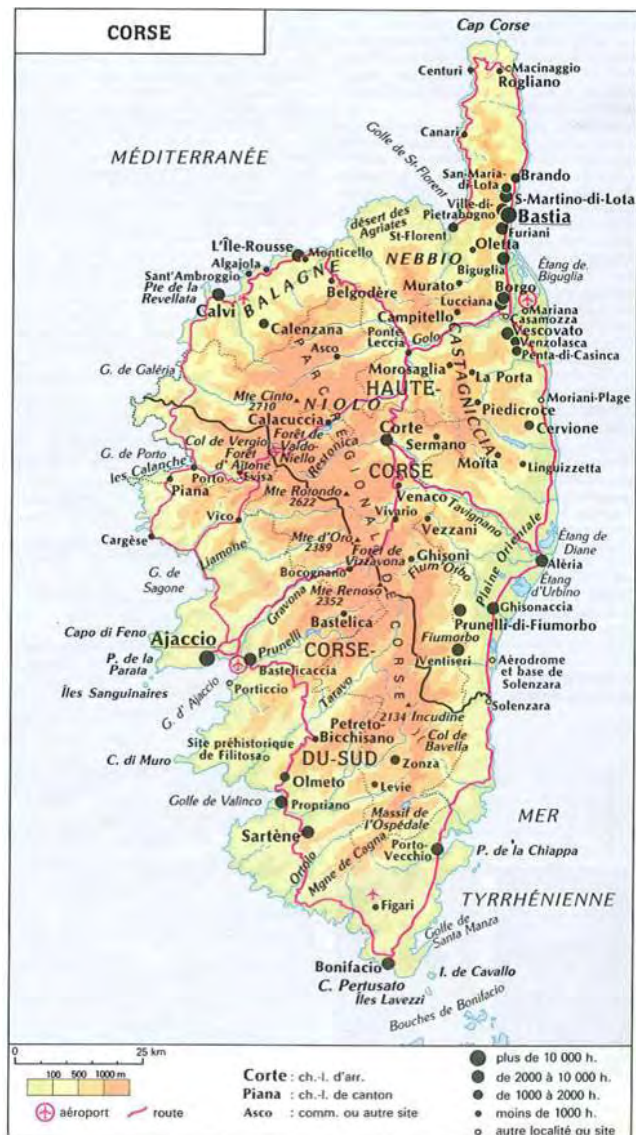 CORSE
Cap Corse
Centuri
Macinaggio
Rogliano
Canari
Golfe de St-Florent
MÉDITERRANÉE
San-Maria-
di-Lota
Brando
S-Martino-di-Lota
Ville-di-
Pietrabugno
Bastia
désert des
Agriates
St-Florent
Furiani
L'Île-Rousse
Monticello
Oletta
Algajola
NEBBIO
Étang de
Biguglia
Sant'Ambroggio
Biguglia
Pte de la
Revellata
BALAGNE
Belgodère
Murato
Borgo
Lucciana
Mariana
Calvi
Calenzana
Campitello
Casamozza
Vescovato
Ponte-
Leccia
Golo
Venzolasca
Asco
Penta-di-Casinca
Morosaglia
CASTAGNICCIA
G. de Galéria
PARC RÉGIONAL DE CORSE
HAUTE-
La Porta
Mte Cinto
2710
NIOLO
Piedicroce
Moriani-Plage
Calacuccia
Cervione
Col de Vergio
Forêt de
Valdo-
Niello
Restonica
Corte
Sermano
G. de Porto
Forêt
d'Aïtone
Moïta
Linguizzetta
les Calanche
Porto
Evisa
CORSE
Piana
Mte Rotondo
2622
Venaco
Tavignano
Vico
Vivario
Vezzani
Cargèse
Mte d'Oro
2389
Étang de
Diane
Liamone
Forêt de
Vizzavona
Ghisoni
Plaine Orientale
Aléria
G. de
Sagone
Bocognano
Fium'Orbo
Étang
d'Urbino
Mte Renoso
2352
Gravona
Ghisonaccia
Bastelica
Prunelli-di-Fiumorbo
Capo di Feno
Ajaccio
CORSE-
Fiumorbo
P. de la
Parata
Prunelli
Ventiseri
Aérodrome
et base de
Solenzara
Bastelicaccia
Îles Sanguinaires
G. d'Ajaccio
Porticcio
Taravo
Solenzara
2134 Incudine
Petreto-
Bicchisano
Col de
Bavella
Site préhistorique
de Filitosa
C. di Muro
DU-SUD
Zonza
Olmeto
Levie
Golfe de Valinco
Propriano
Massif de
l'Ospédale
MER
Sartène
Porto-
Vecchio
P. de la Chiappa
Ortolo
Mgne de Cagna
TYRRHÉNIENNE
Figari
Golfe de
Santa Manza
Bonifacio
I. de Cavallo
C. Pertusato
Îles Lavezzi
Bouches de Bonifacio
0 25 km
100 500 1000 m
aéroport route
Corte : ch.-l. d'arr.
Piana : ch.-l. de canton
Asco : comm. ou autre site
plus de 10 000 h.
de 2000 à 10 000 h.
de 1000 à 2000 h.
moins de 1000 h.
autre localité ou site